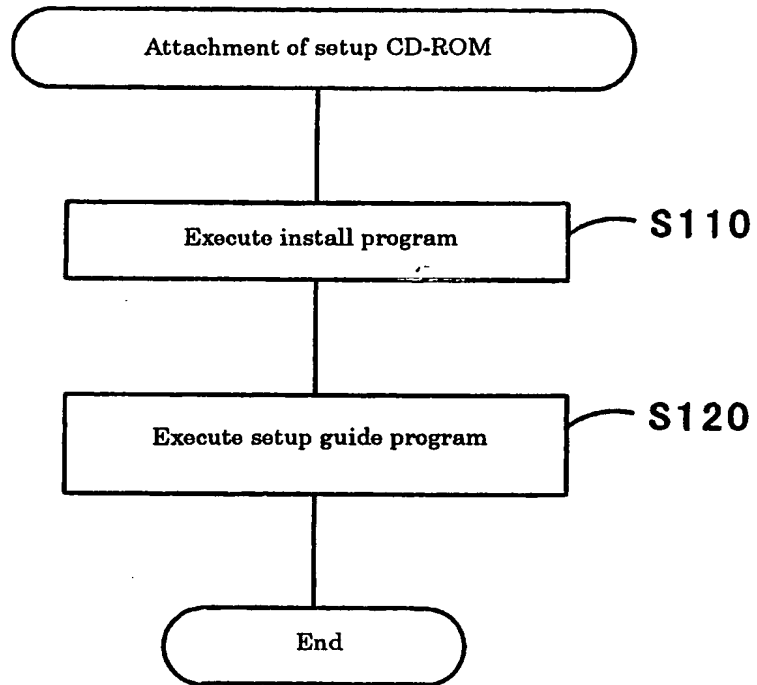 Attachment of setup CD-ROM
Execute install program
S110
Execute setup guide program
S120
End